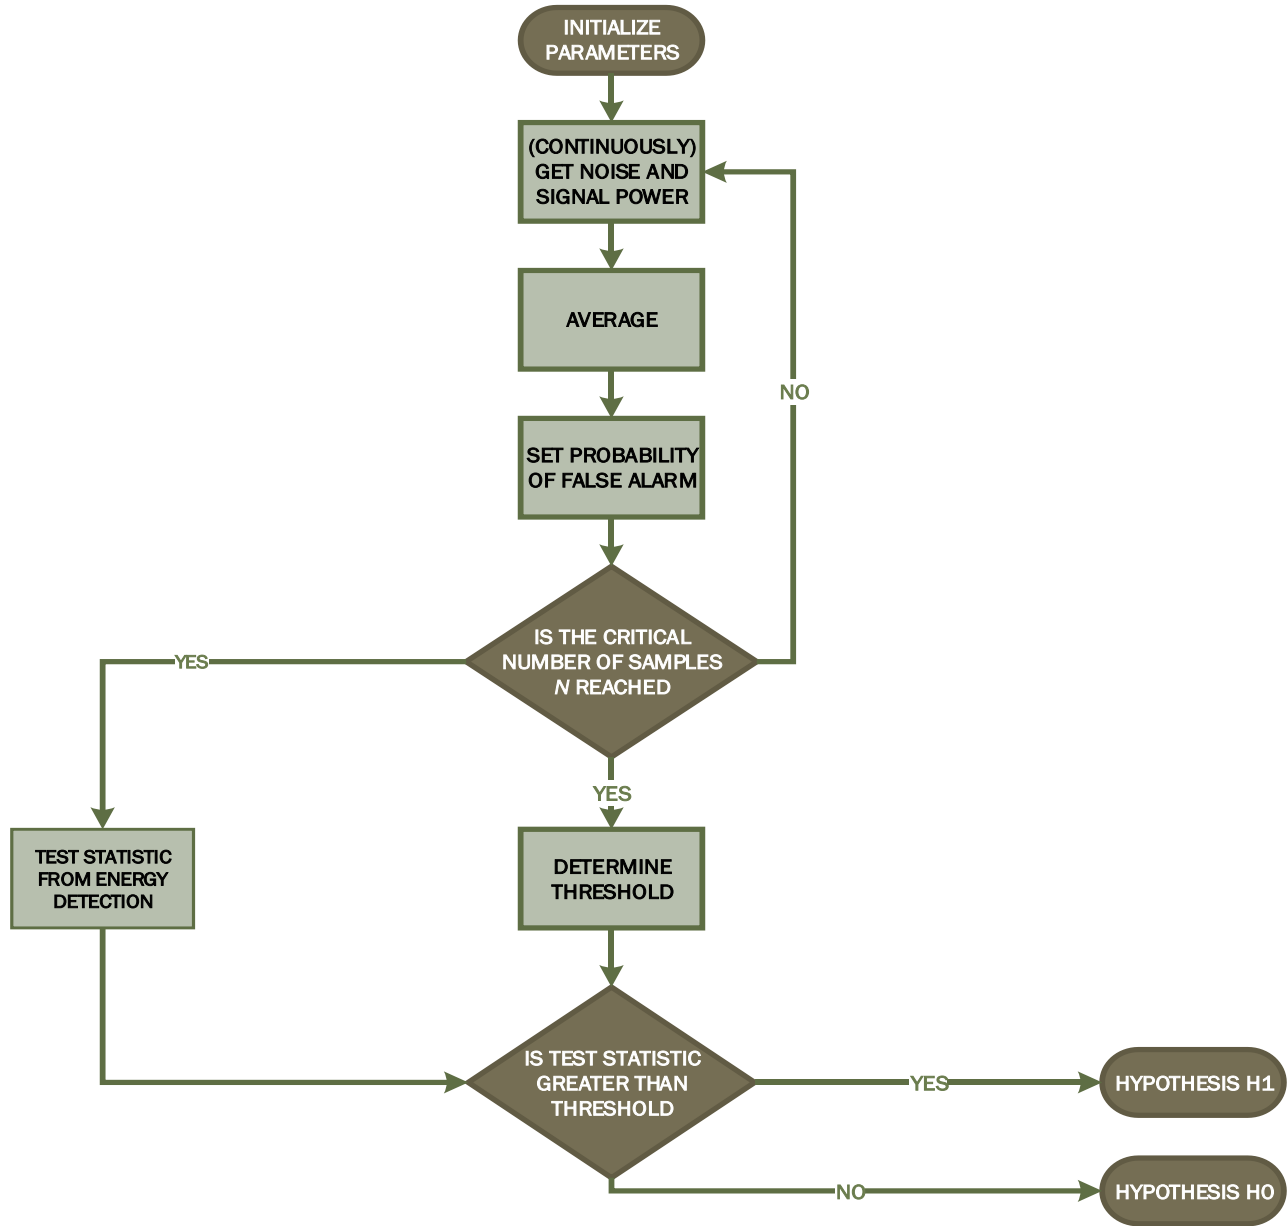 INITIALIZE
PARAMETERS
(CONTINUOUSLY)
GET NOISE AND
SIGNAL POWER
AVERAGE
NO
SET PROBABILITY
OF FALSE ALARM
IS THE CRITICAL
NUMBER OF SAMPLES
N REACHED
YES
YES
TEST STATISTIC
FROM ENERGY
DETECTION
DETERMINE
THRESHOLD
IS TEST STATISTIC
GREATER THAN
THRESHOLD
YES
HYPOTHESIS H1
NO
HYPOTHESIS H0